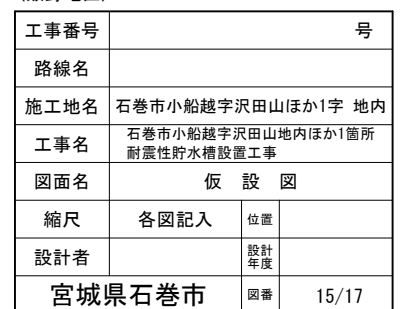 工事番号 号
路線名
施工地名 石巻市小船越字沢田山ほか1字 地内
工事名 石巻市小船越字沢田山地内ほか1箇所
耐震性貯水槽設置工事
図面名 仮設図
縮尺 各図記入 位置
設計者 設計
年度
宮城県石巻市 図番 15/17